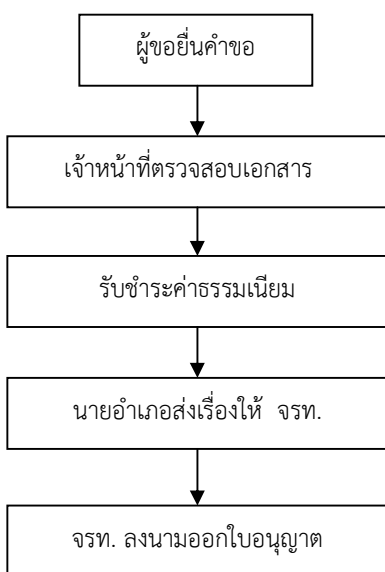 ผู้ขอยื่นคำขอ
เจ้าหน้าที่ตรวจสอบเอกสาร
รับชำระค่าธรรมเนียม
นายอำเภอส่งเรื่องให้ จรท.
จรท. ลงนามออกใบอนุญาต